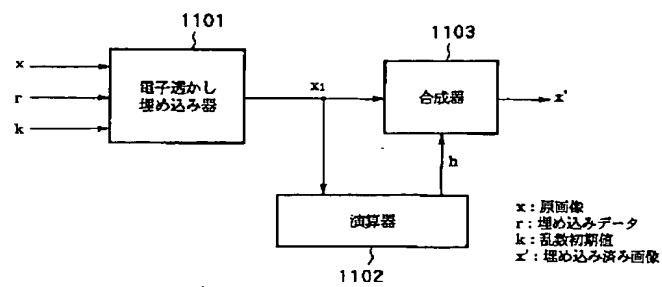 1101
1103
x
r
k
電子透かし
埋め込み器
x1
合成器
x'
h
演算器
1102
x:原画像
r:埋め込みデータ
k:乱数初期値
x':埋め込み済み画像